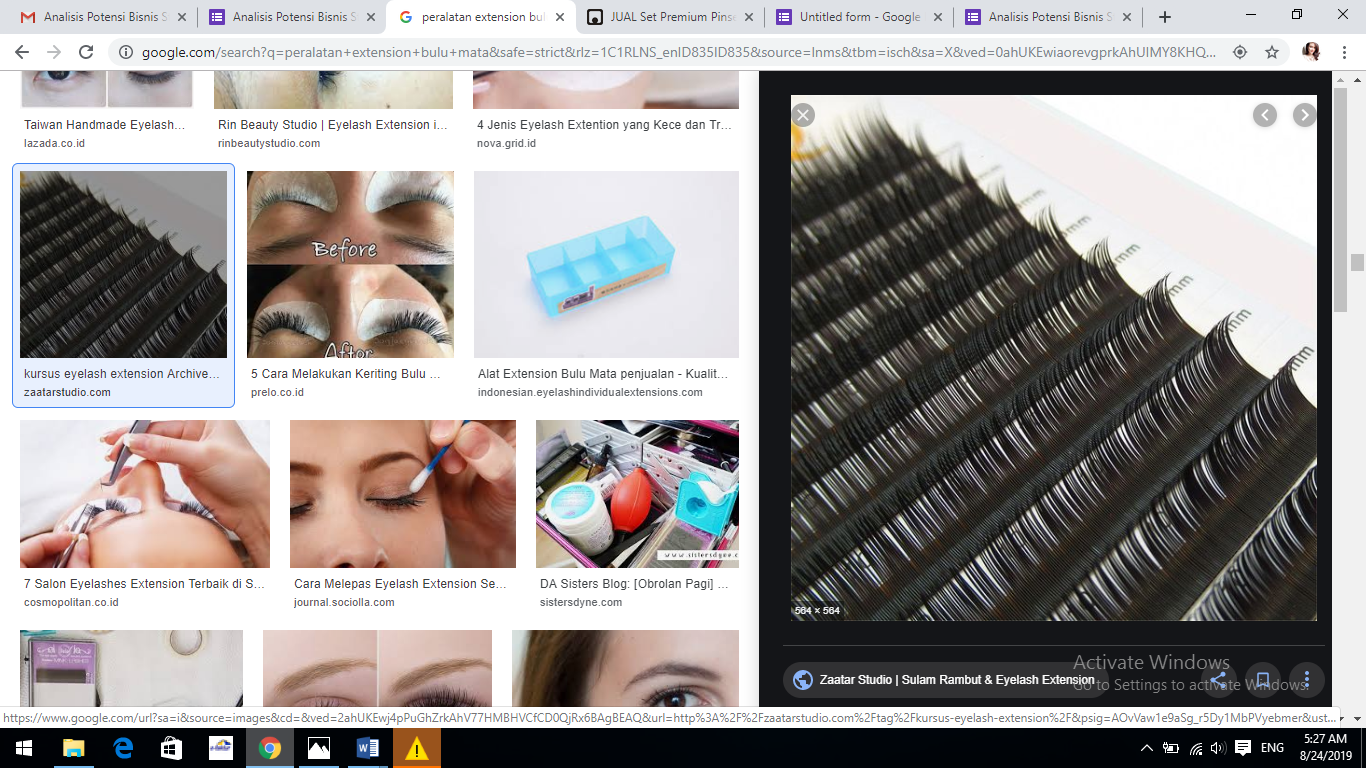 Analisis Potensi Bisnis S
Analisis Potensi Bisnis S
peralatan extension bul
JUAL Set Premium Pinse
Untitled form - Google
Analisis Potensi Bisnis S
google.com/search?q=peralatan+extension+bulu+mata&safe=strict&rlz=1C1RLNS_enID835ID835&source=lnms&tbm=isch&sa=X&ved=0ahUKEwiaorevgprkAhUIMY8KHQ...
Taiwan Handmade Eyelash...
lazada.co.id
Rin Beauty Studio | Eyelash Extension i...
rinbeautystudio.com
4 Jenis Eyelash Extention yang Kece dan Tr...
nova.grid.id
Before
After
kursus eyelash extension Archive...
zaatarstudio.com
5 Cara Melakukan Keriting Bulu ...
prelo.co.id
Alat Extension Bulu Mata penjualan - Kualit...
indonesian.eyelashindividualextensions.com
www.sistersdyne.c
7 Salon Eyelashes Extension Terbaik di S...
cosmopolitan.co.id
Cara Melepas Eyelash Extension Se...
journal.sociolla.com
DA Sisters Blog: [Obrolan Pagi] ...
sistersdyne.com
mm
mm
mm
mm
564 × 564
Zaatar Studio | Sulam Rambut & Eyelash Extension
Activate Windows
Go to Settings to activate Windows.
https://www.google.com/url?sa=i&source=images&cd=&ved=2ahUKEwj4pPuGhZrkAhV77HMBHVCfCD0QjRx6BAgBEAQ&url=http%3A%2F%2Fzaatarstudio.com%2Ftag%2Fkursus-eyelash-extension%2F&psig=AOvVaw1e9aSg_r5Dy1MbPVyebmer&ust...
ENG
5:27 AM
8/24/2019